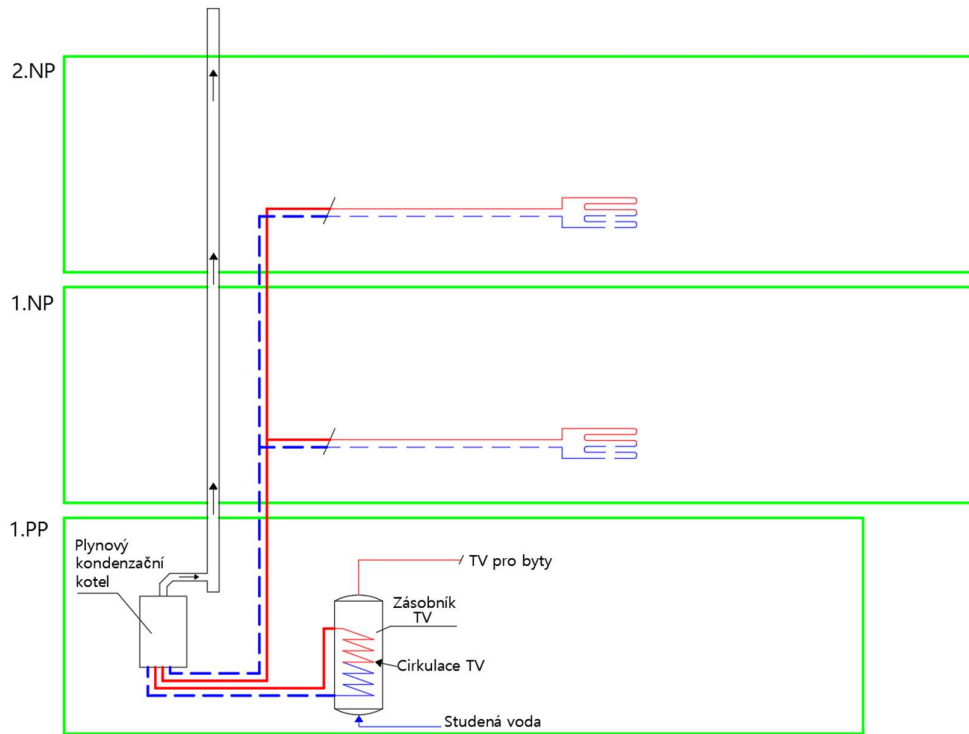 2.NP
1.NP
1.PP
Plynový
kondenzační
kotel
TV pro byty
Zásobník
TV
Cirkulace TV
Studená voda